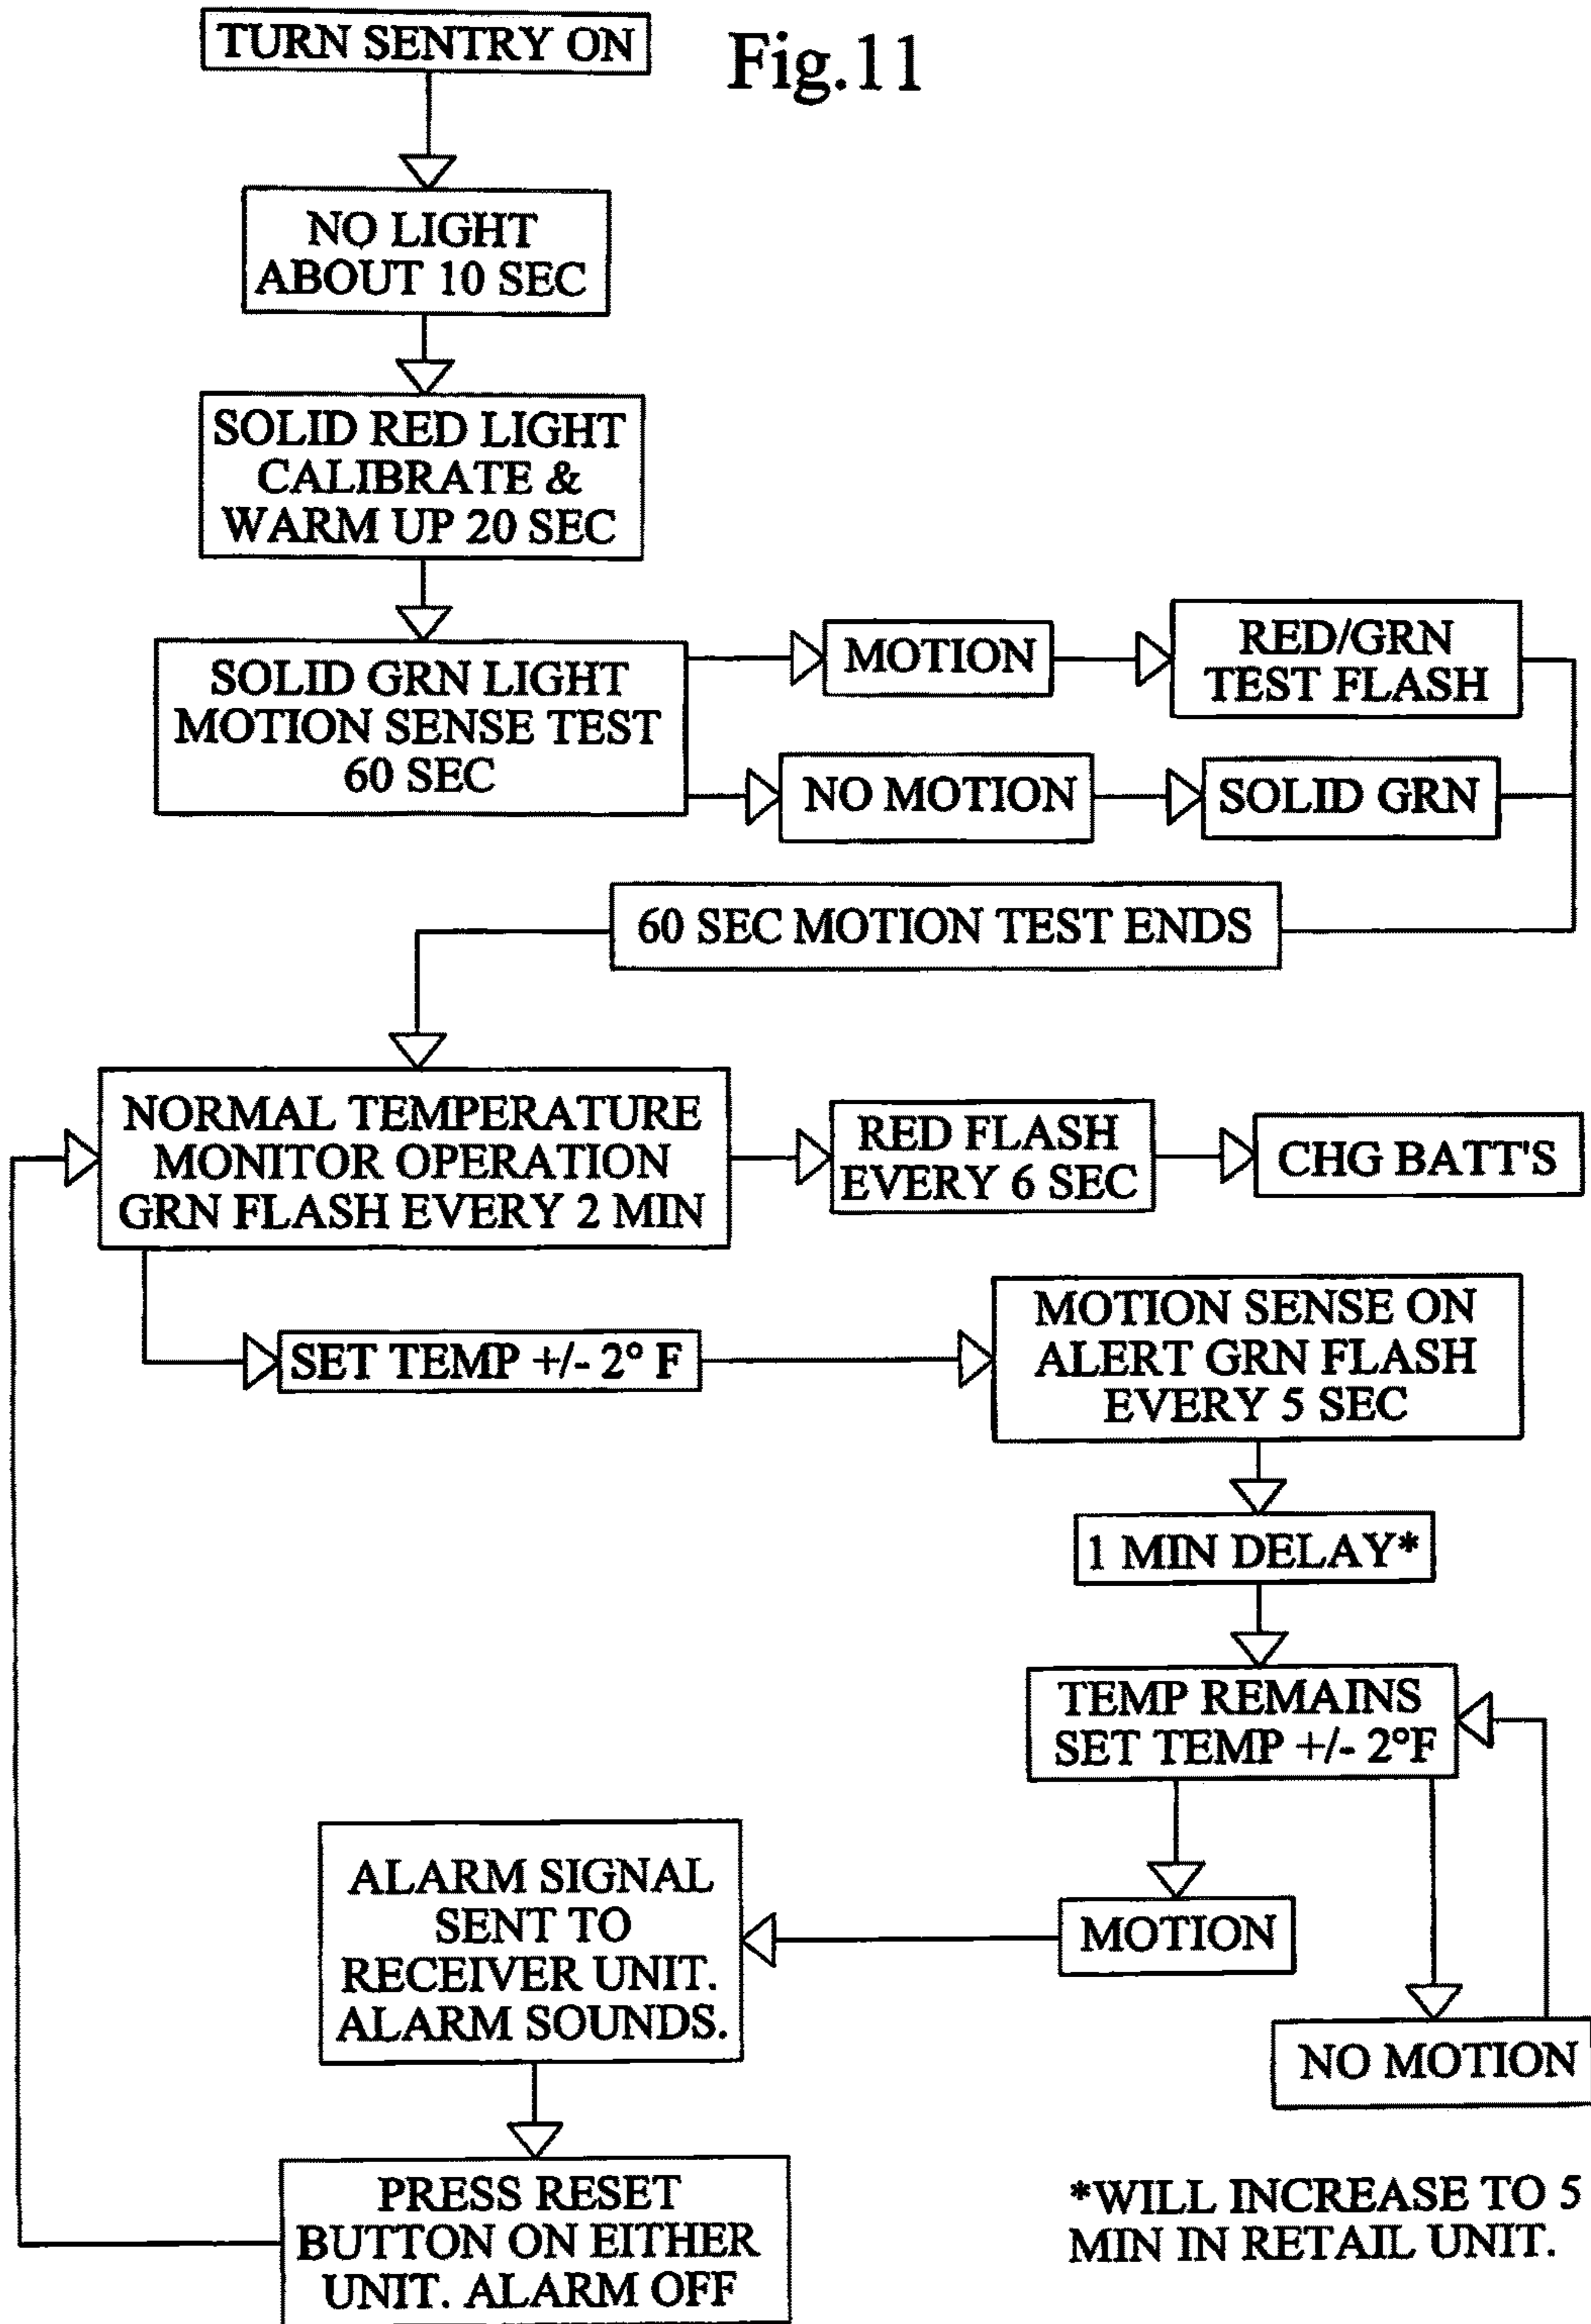 TURN SENTRY ON
Fig.11
NO LIGHT
ABOUT 10 SEC
SOLID RED LIGHT
CALIBRATE &
WARM UP 20 SEC
SOLID GRN LIGHT
MOTION SENSE TEST
60 SEC
MOTION
RED/GRN
TEST FLASH
NO MOTION
SOLID GRN
60 SEC MOTION TEST ENDS
NORMAL TEMPERATURE
MONITOR OPERATION
GRN FLASH EVERY 2 MIN
RED FLASH
EVERY 6 SEC
CHG BATT'S
SET TEMP +/- 2° F
MOTION SENSE ON
ALERT GRN FLASH
EVERY 5 SEC
1 MIN DELAY*
TEMP REMAINS
SET TEMP +/- 2°F
MOTION
NO MOTION
ALARM SIGNAL
SENT TO
RECEIVER UNIT.
ALARM SOUNDS.
PRESS RESET
BUTTON ON EITHER
UNIT. ALARM OFF
*WILL INCREASE TO 5
MIN IN RETAIL UNIT.